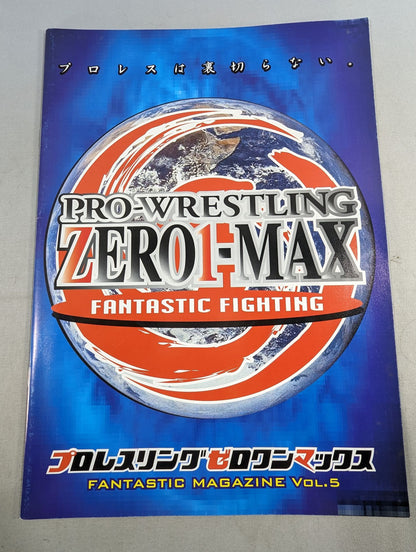 プロレスは裏切らない.
PRO-WRESTLING
ZERO1-MAX
FANTASTIC FIGHTING
プロレスリングゼロワンマックス
FANTASTIC MAGAZINE VOL.5